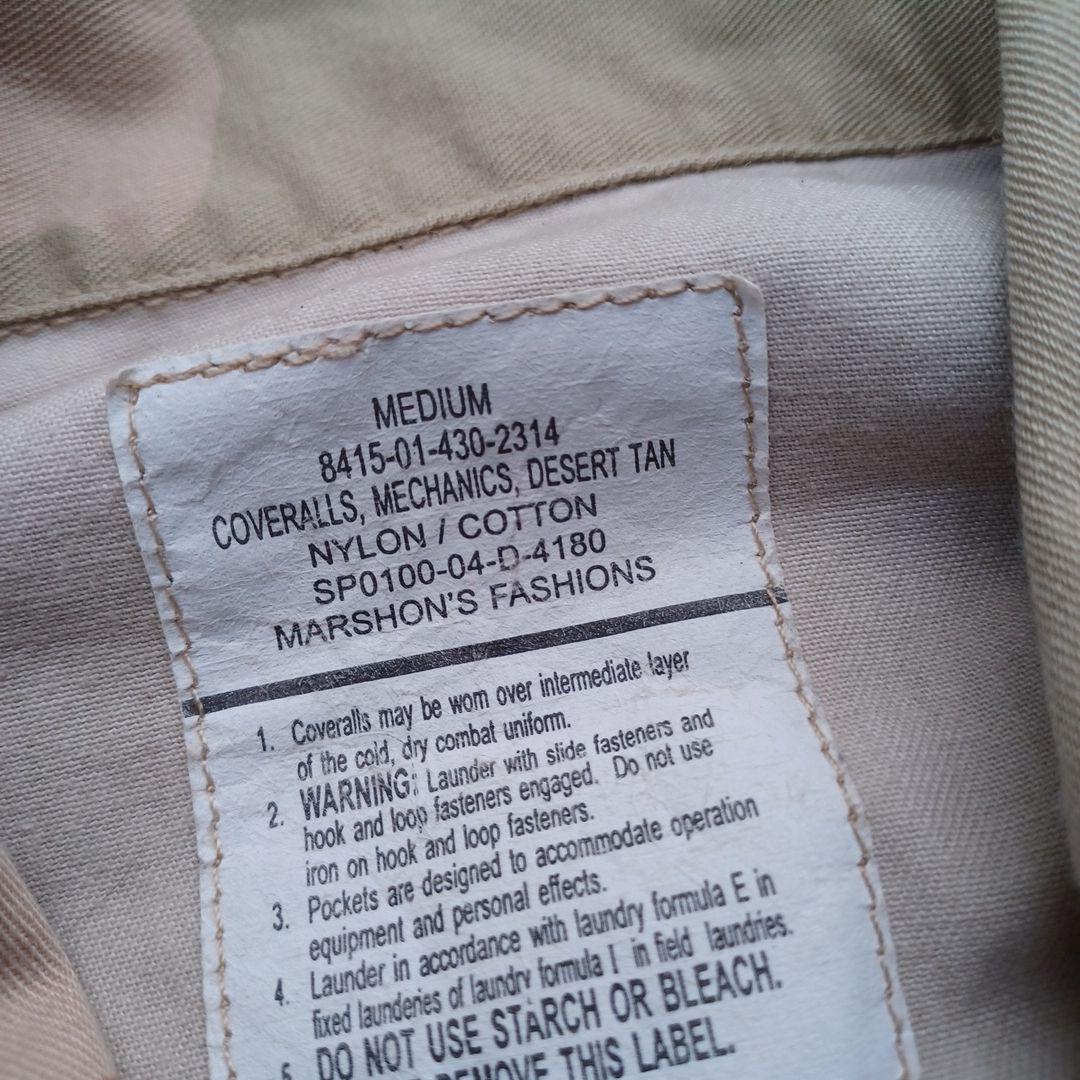 MEDIUM
8415-01-430-2314
COVERALLS, MECHANICS, DESERT TAN
NYLON / COTTON
SP0100-04-D-4180
MARSHON'S FASHIONS
1. Coveralls may be worn over intermediate layer
of the cold, dry combat uniform.
2. WARNING: Launder with slide fasteners and
hook and loop fasteners engaged. Do not use
iron on hook and loop fasteners.
3. Pockets are designed to accommodate operation
equipment and personal effects.
4. Launder in accordance with laundry formula E in
fixed launderies of laundry formula I in field laundries.
5. DO NOT USE STARCH OR BLEACH.
REMOVE THIS LABEL.